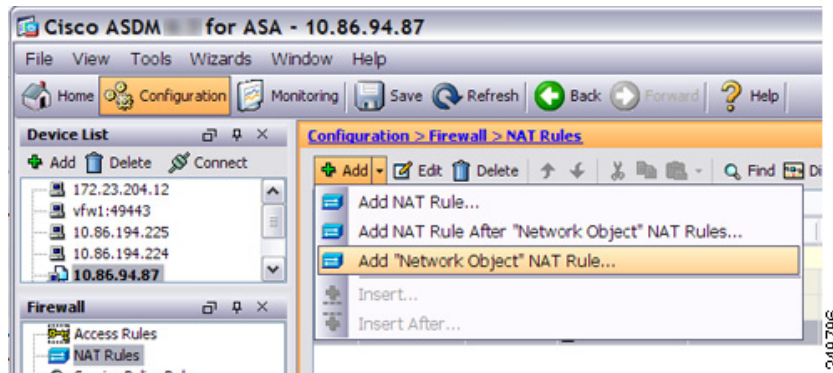 Cisco ASDM for ASA - 10.86.94.87
File View Tools Wizards Window Help
Home Configuration Monitoring Save Refresh Back Forward Help
Device List
Add Delete Connect
172.23.204.12
vfw1:49443
10.86.194.225
10.86.194.224
10.86.94.87
Firewall
Access Rules
NAT Rules
Configuration > Firewall > NAT Rules
Add Edit Delete Find Di
Add NAT Rule...
Add NAT Rule After "Network Object" NAT Rules...
Add "Network Object" NAT Rule...
Insert...
Insert After...